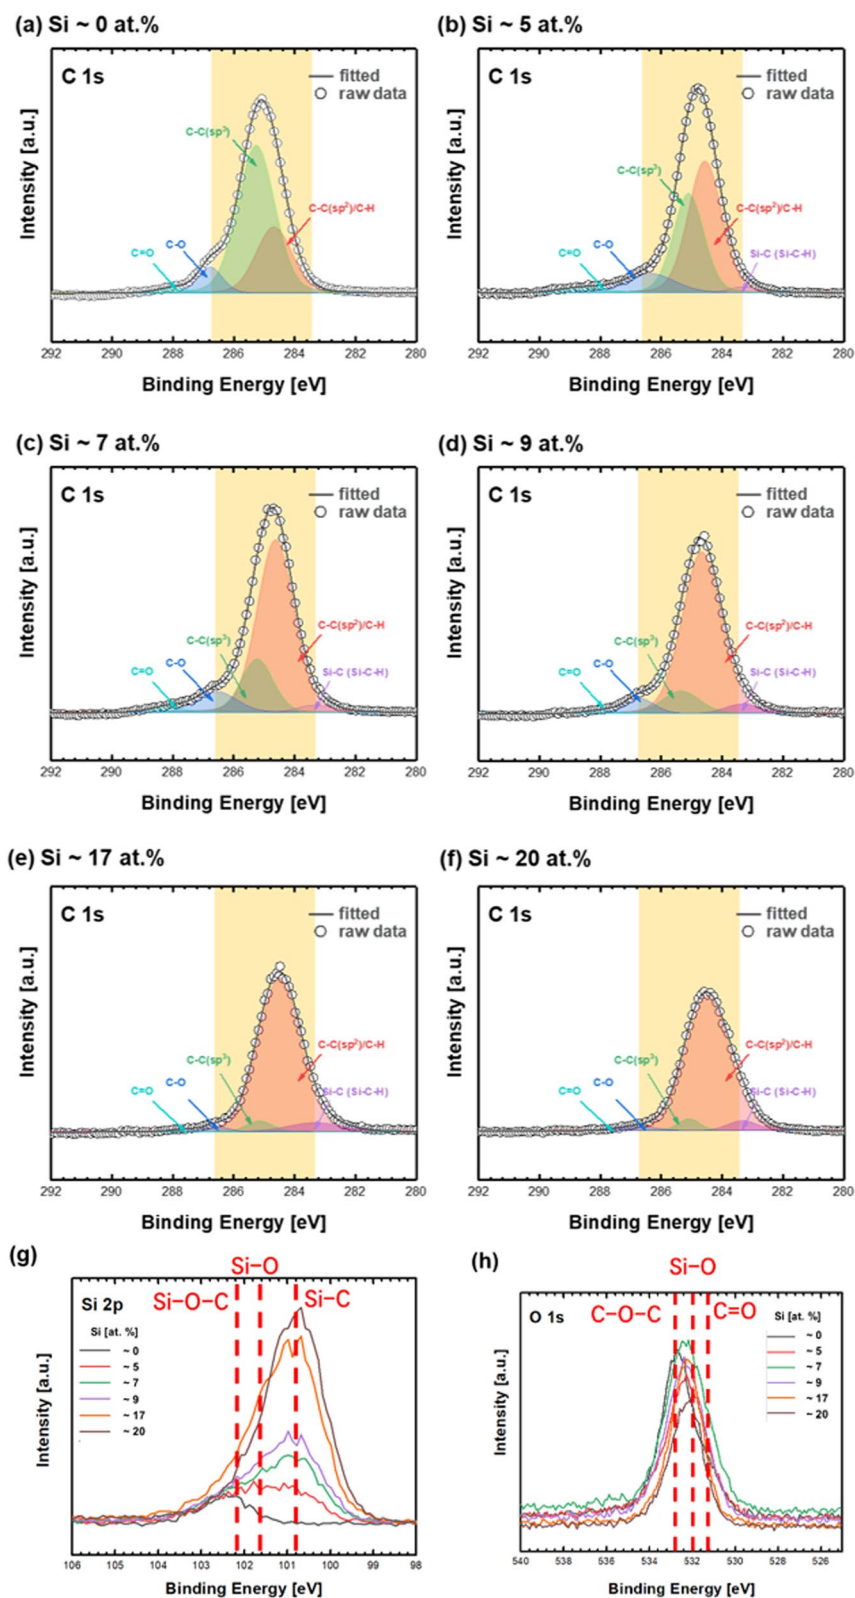 (a) Si ~ 0 at.%
C 1s
fitted
raw data
C-C(sp³)
C-C(sp²)/C-H
C-O
C=O
Intensity [a.u.]
292 290 288 286 284 282 280
Binding Energy [eV]
(b) Si ~ 5 at.%
C 1s
fitted
raw data
C-C(sp³)
C-C(sp²)/C-H
C-O
C=O
Si-C (Si-C-H)
Intensity [a.u.]
292 290 288 286 284 282 280
Binding Energy [eV]
(c) Si ~ 7 at.%
C 1s
fitted
raw data
C-C(sp²)/C-H
C-C(sp³)
C-O
C=O
Si-C (Si-C-H)
Intensity [a.u.]
292 290 288 286 284 282 280
Binding Energy [eV]
(d) Si ~ 9 at.%
C 1s
fitted
raw data
C-C(sp²)/C-H
C-C(sp³)
C-O
C=O
Si-C (Si-C-H)
Intensity [a.u.]
292 290 288 286 284 282 280
Binding Energy [eV]
(e) Si ~ 17 at.%
C 1s
fitted
raw data
C-C(sp²)/C-H
C-C(sp³)
C-O
C=O
Si-C (Si-C-H)
Intensity [a.u.]
292 290 288 286 284 282 280
Binding Energy [eV]
(f) Si ~ 20 at.%
C 1s
fitted
raw data
C-C(sp²)/C-H
C-C(sp³)
C-O
C=O
Si-C (Si-C-H)
Intensity [a.u.]
292 290 288 286 284 282 280
Binding Energy [eV]
(g)
Si−O
Si−O−C
Si−C
Si 2p
Si [at. %]
~ 0
~ 5
~ 7
~ 9
~ 17
~ 20
Intensity [a.u.]
106 105 104 103 102 101 100 99 98
Binding Energy [eV]
(h)
Si−O
C−O−C
C=O
O 1s
Si [at. %]
~ 0
~ 5
~ 7
~ 9
~ 17
~ 20
Intensity [a.u.]
540 538 536 534 532 530 528 526
Binding Energy [eV]